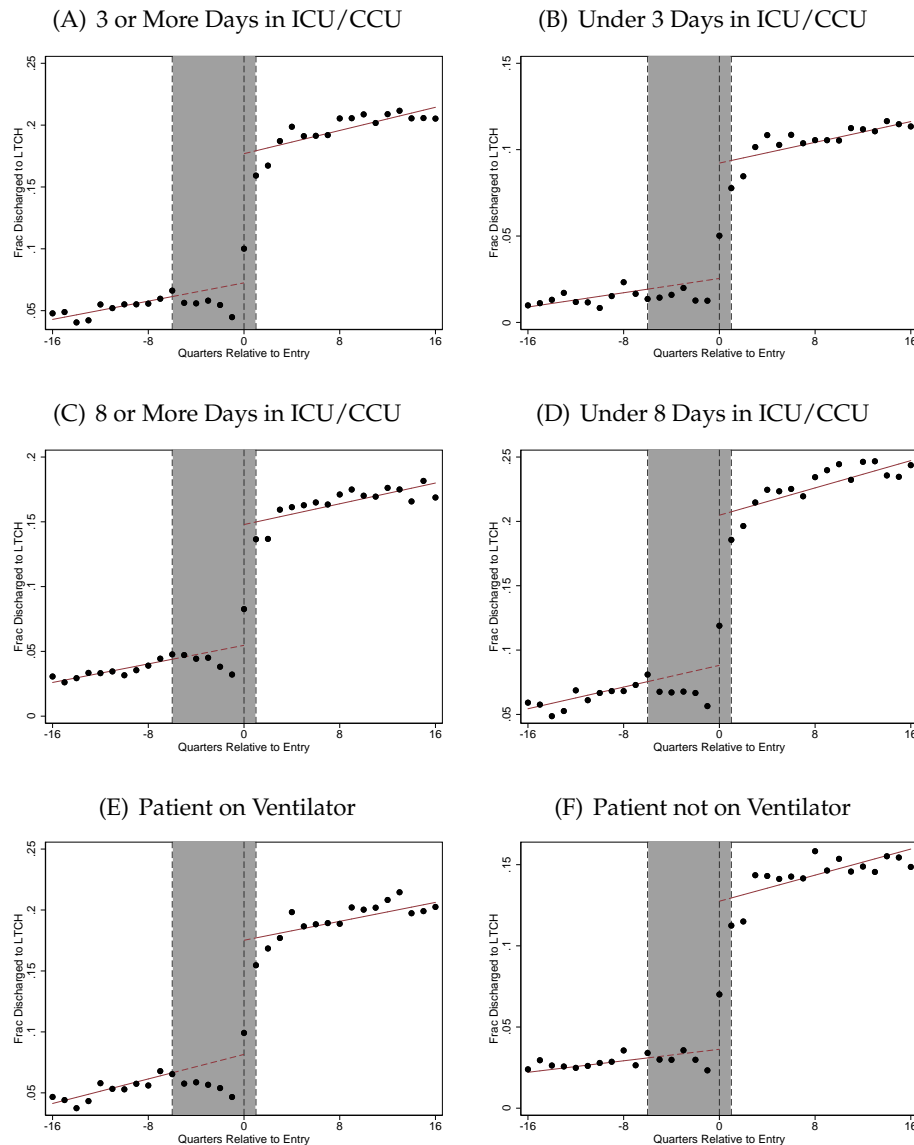 (A) 3 or More Days in ICU/CCU
Frac Discharged to LTCH
.05 .1 .15 .2 .25
-16 -8 0 8 16
Quarters Relative to Entry
(B) Under 3 Days in ICU/CCU
Frac Discharged to LTCH
0 .05 .1 .15
-16 -8 0 8 16
Quarters Relative to Entry
(C) 8 or More Days in ICU/CCU
Frac Discharged to LTCH
0 .05 .1 .15 .2
-16 -8 0 8 16
Quarters Relative to Entry
(D) Under 8 Days in ICU/CCU
Frac Discharged to LTCH
.05 .1 .15 .2 .25
-16 -8 0 8 16
Quarters Relative to Entry
(E) Patient on Ventilator
Frac Discharged to LTCH
.05 .1 .15 .2 .25
-16 -8 0 8 16
Quarters Relative to Entry
(F) Patient not on Ventilator
Frac Discharged to LTCH
0 .05 .1 .15
-16 -8 0 8 16
Quarters Relative to Entry